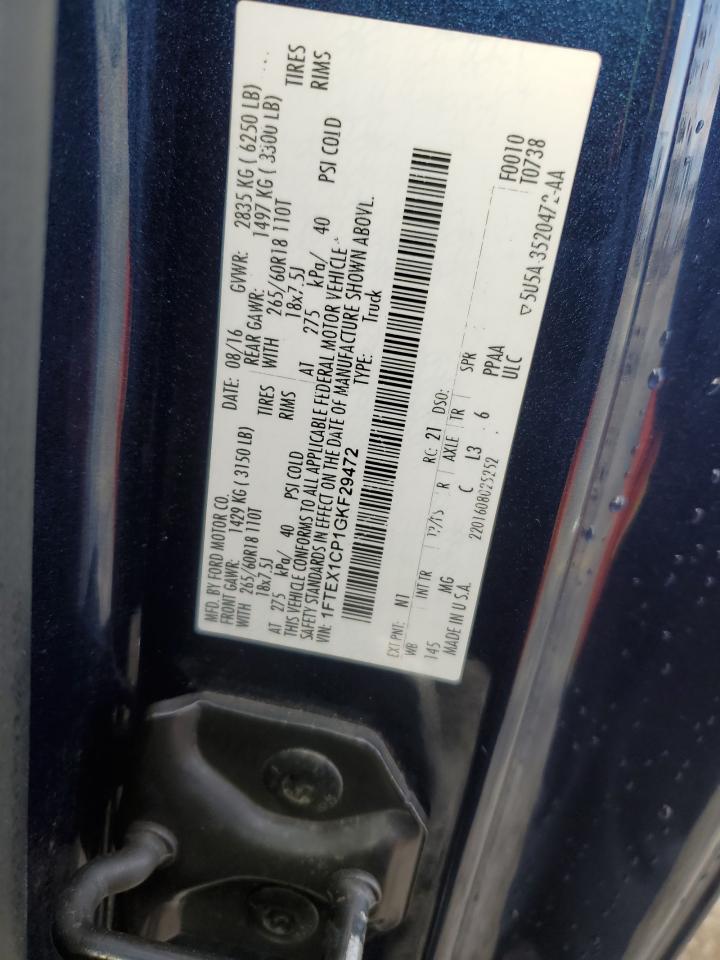 MFD. BY FORD MOTOR CO. DATE: 08/16 GVWR: 2835 KG ( 6250 LB)
FRONT GAWR: 1429 KG ( 3150 LB) REAR GAWR: 1497 KG ( 3300 LB)
WITH 265/60R18 110T TIRES WITH 265/60R18 110T TIRES
18x7.5J RIMS 18x7.5J RIMS
AT 275 kPa/ 40 PSI COLD AT 275 kPa/ 40 PSI COLD
THIS VEHICLE CONFORMS TO ALL APPLICABLE FEDERAL MOTOR VEHICLE
SAFETY STANDARDS IN EFFECT ON THE DATE OF MANUFACTURE SHOWN ABOVE.
VIN: 1FTEX1CP1GKF29472 TYPE: Truck
EXT PNT: N1 RC: 21 DSO: F0010
WB INT TR R AXLE TR SPR T0738
145 MG C L3 6 PPAA
MADE IN U.S.A. 2201608025252 ULC
5U5A-3520472-AA